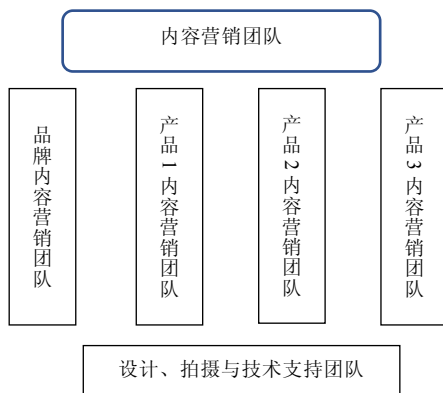 内容营销团队
品牌内容营销团队
产品1内容营销团队
产品2内容营销团队
产品3内容营销团队
设计、拍摄与技术支持团队